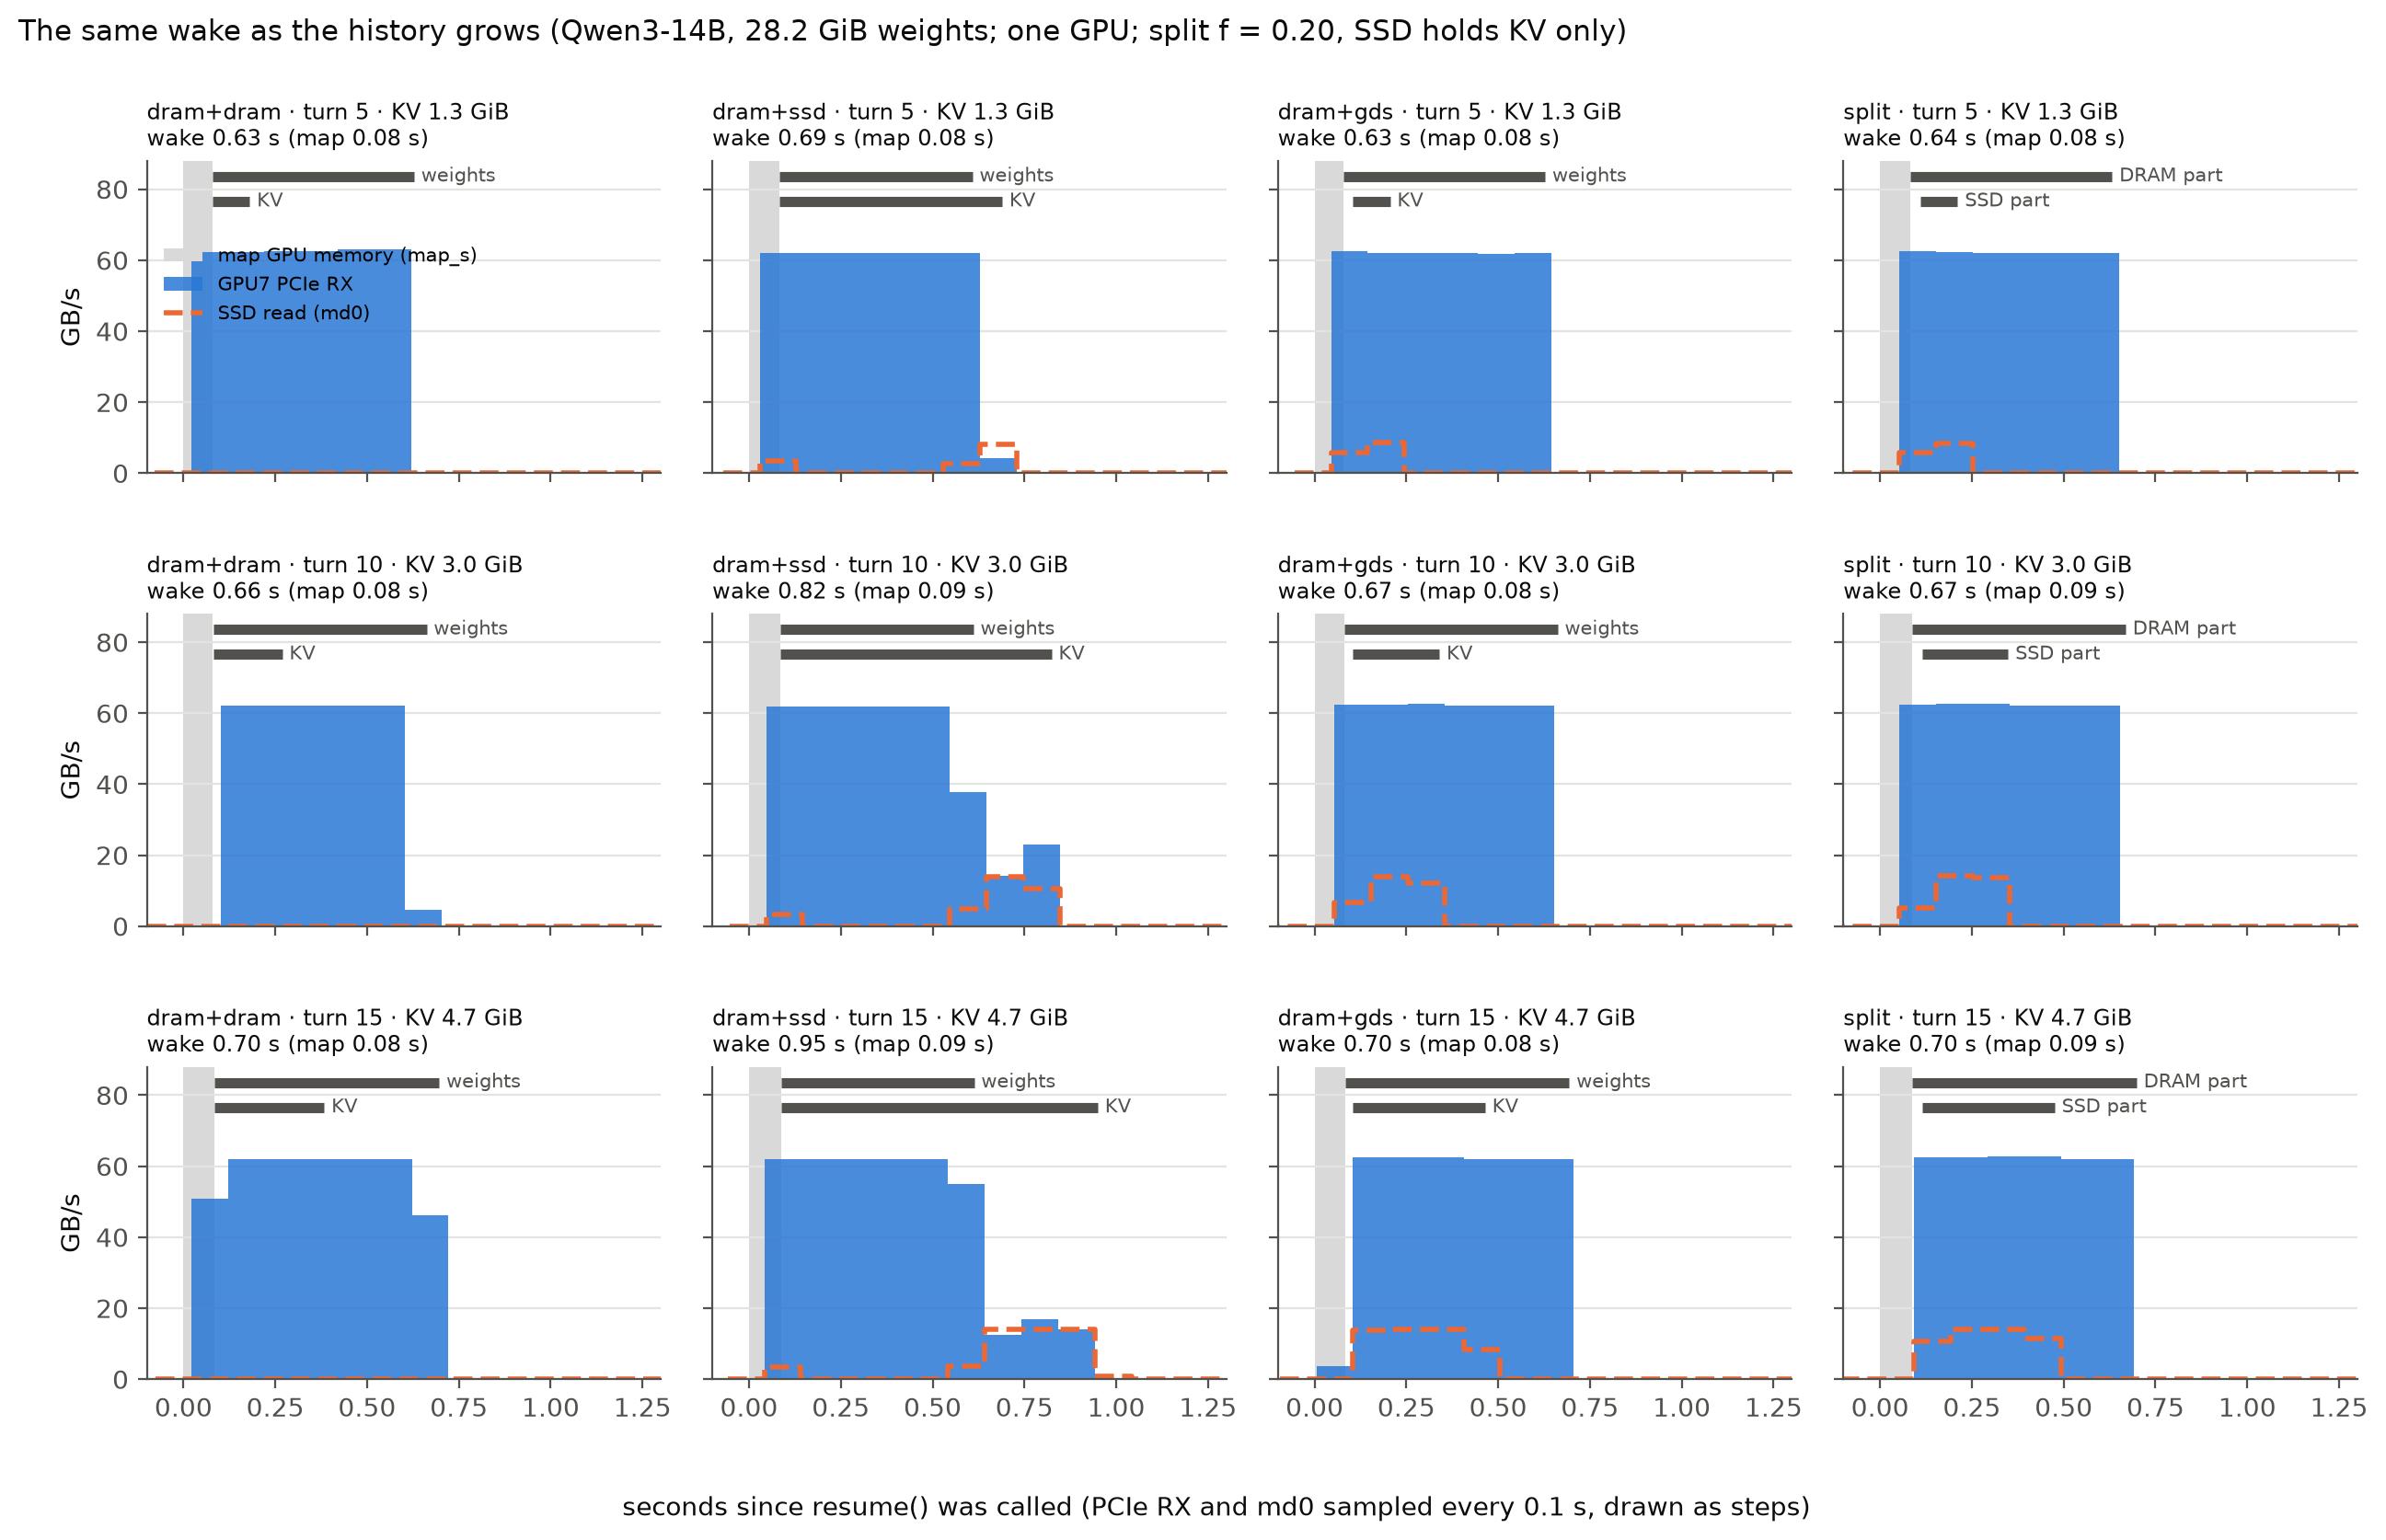 The same wake as the history grows (Qwen3-14B, 28.2 GiB weights; one GPU; split f = 0.20, SSD holds KV only)
dram+dram · turn 5 · KV 1.3 GiB
wake 0.63 s (map 0.08 s)
weights
KV
map GPU memory (map_s)
GPU7 PCIe RX
SSD read (md0)
80
60
40
20
0
GB/s
dram+ssd · turn 5 · KV 1.3 GiB
wake 0.69 s (map 0.08 s)
weights
KV
dram+gds · turn 5 · KV 1.3 GiB
wake 0.63 s (map 0.08 s)
weights
KV
split · turn 5 · KV 1.3 GiB
wake 0.64 s (map 0.08 s)
DRAM part
SSD part
dram+dram · turn 10 · KV 3.0 GiB
wake 0.66 s (map 0.08 s)
weights
KV
80
60
40
20
0
GB/s
dram+ssd · turn 10 · KV 3.0 GiB
wake 0.82 s (map 0.09 s)
weights
KV
dram+gds · turn 10 · KV 3.0 GiB
wake 0.67 s (map 0.08 s)
weights
KV
split · turn 10 · KV 3.0 GiB
wake 0.67 s (map 0.09 s)
DRAM part
SSD part
dram+dram · turn 15 · KV 4.7 GiB
wake 0.70 s (map 0.08 s)
weights
KV
80
60
40
20
0
GB/s
0.00 0.25 0.50 0.75 1.00 1.25
dram+ssd · turn 15 · KV 4.7 GiB
wake 0.95 s (map 0.09 s)
weights
KV
0.00 0.25 0.50 0.75 1.00 1.25
dram+gds · turn 15 · KV 4.7 GiB
wake 0.70 s (map 0.08 s)
weights
KV
0.00 0.25 0.50 0.75 1.00 1.25
split · turn 15 · KV 4.7 GiB
wake 0.70 s (map 0.09 s)
DRAM part
SSD part
0.00 0.25 0.50 0.75 1.00 1.25
seconds since resume() was called (PCIe RX and md0 sampled every 0.1 s, drawn as steps)